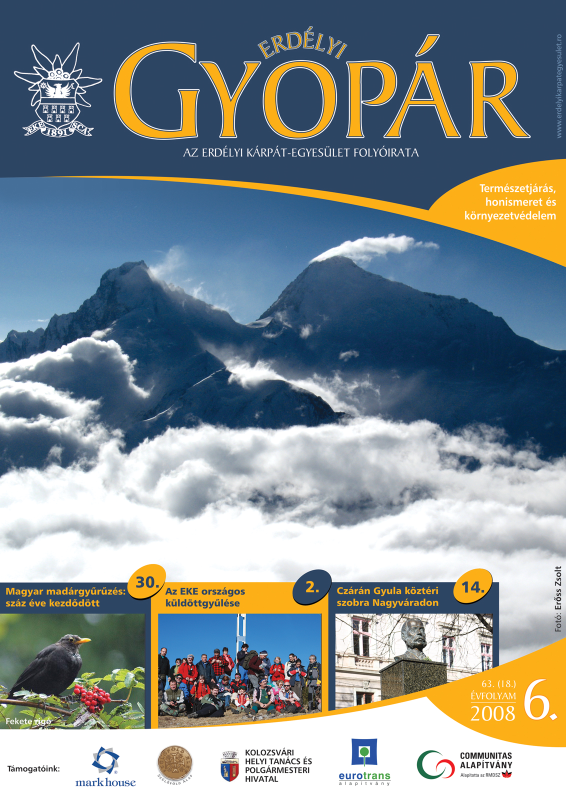 ERDÉLYI
GYOPÁR
AZ ERDÉLYI KÁRPÁT-EGYESÜLET FOLYÓIRATA
EKE 1891 SCA
www.erdelyikarpategyesulet.ro
Természetjárás,
honismeret és
környezetvédelem
Magyar madárgyűrűzés:
száz éve kezdődött
30.
Fekete rigó
Az EKE országos
küldöttgyűlése
2.
Czárán Gyula köztéri
szobra Nagyváradon
14.
Fotó: Erőss Zsolt
63. (18.)
ÉVFOLYAM
2008
6.
Támogatóink:
markhouse
KOLOZSVÁRI
HELYI TANÁCS ÉS
POLGÁRMESTERI
HIVATAL
eurotrans
alapítvány
COMMUNITAS
ALAPÍTVÁNY
Alapította az RMDSZ